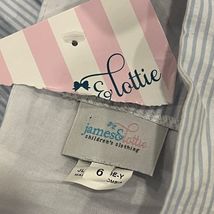 & lottie
james & lottie
children's clothing
6